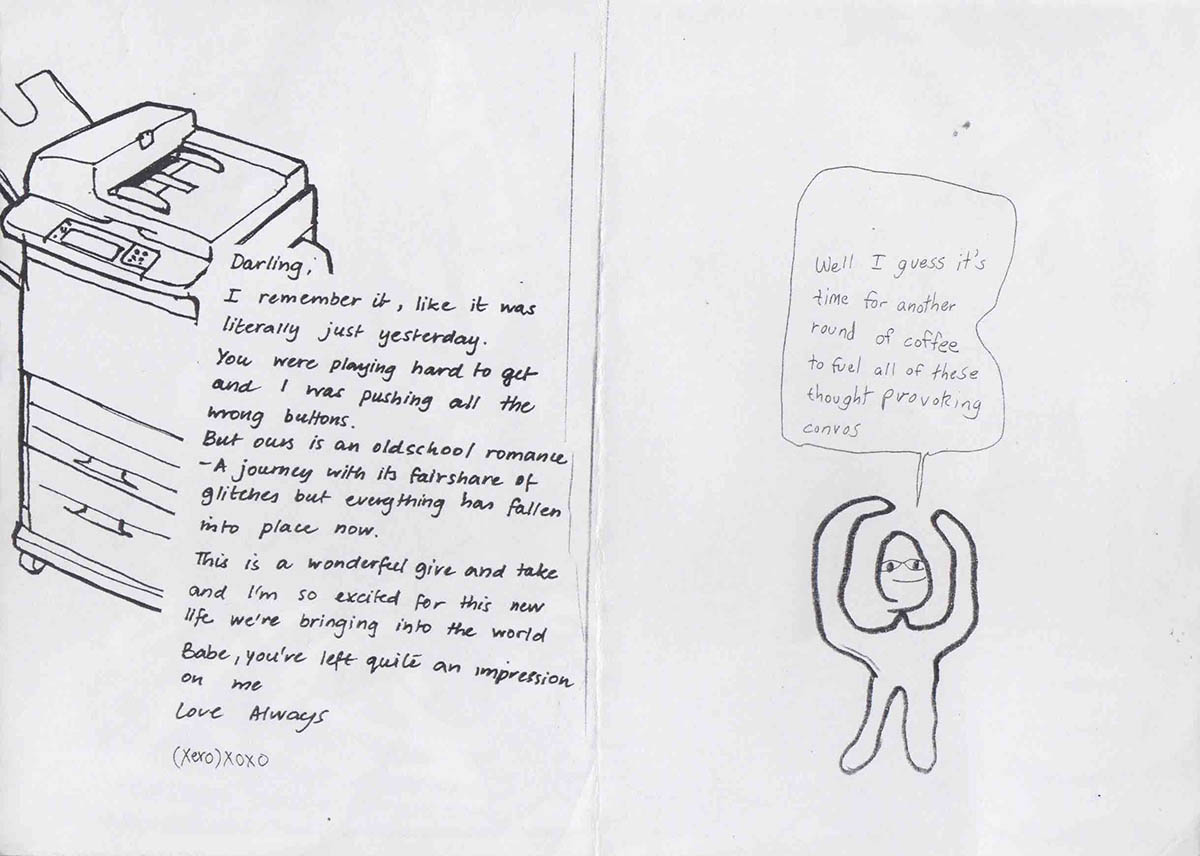 Darling,
I remember it, like it was
literally just yesterday.
You were playing hard to get
and I was pushing all the
wrong buttons.
But ours is an oldschool romance
-A journey with its fairshare of
glitches but everything has fallen
into place now.
This is a wonderful give and take
and I'm so excited for this new
life we're bringing into the world
Babe, you've left quite an impression
on me
Love Always
(Xero)XOXO
Well I guess it's
time for another
round of coffee
to fuel all of these
thought provoking
convos